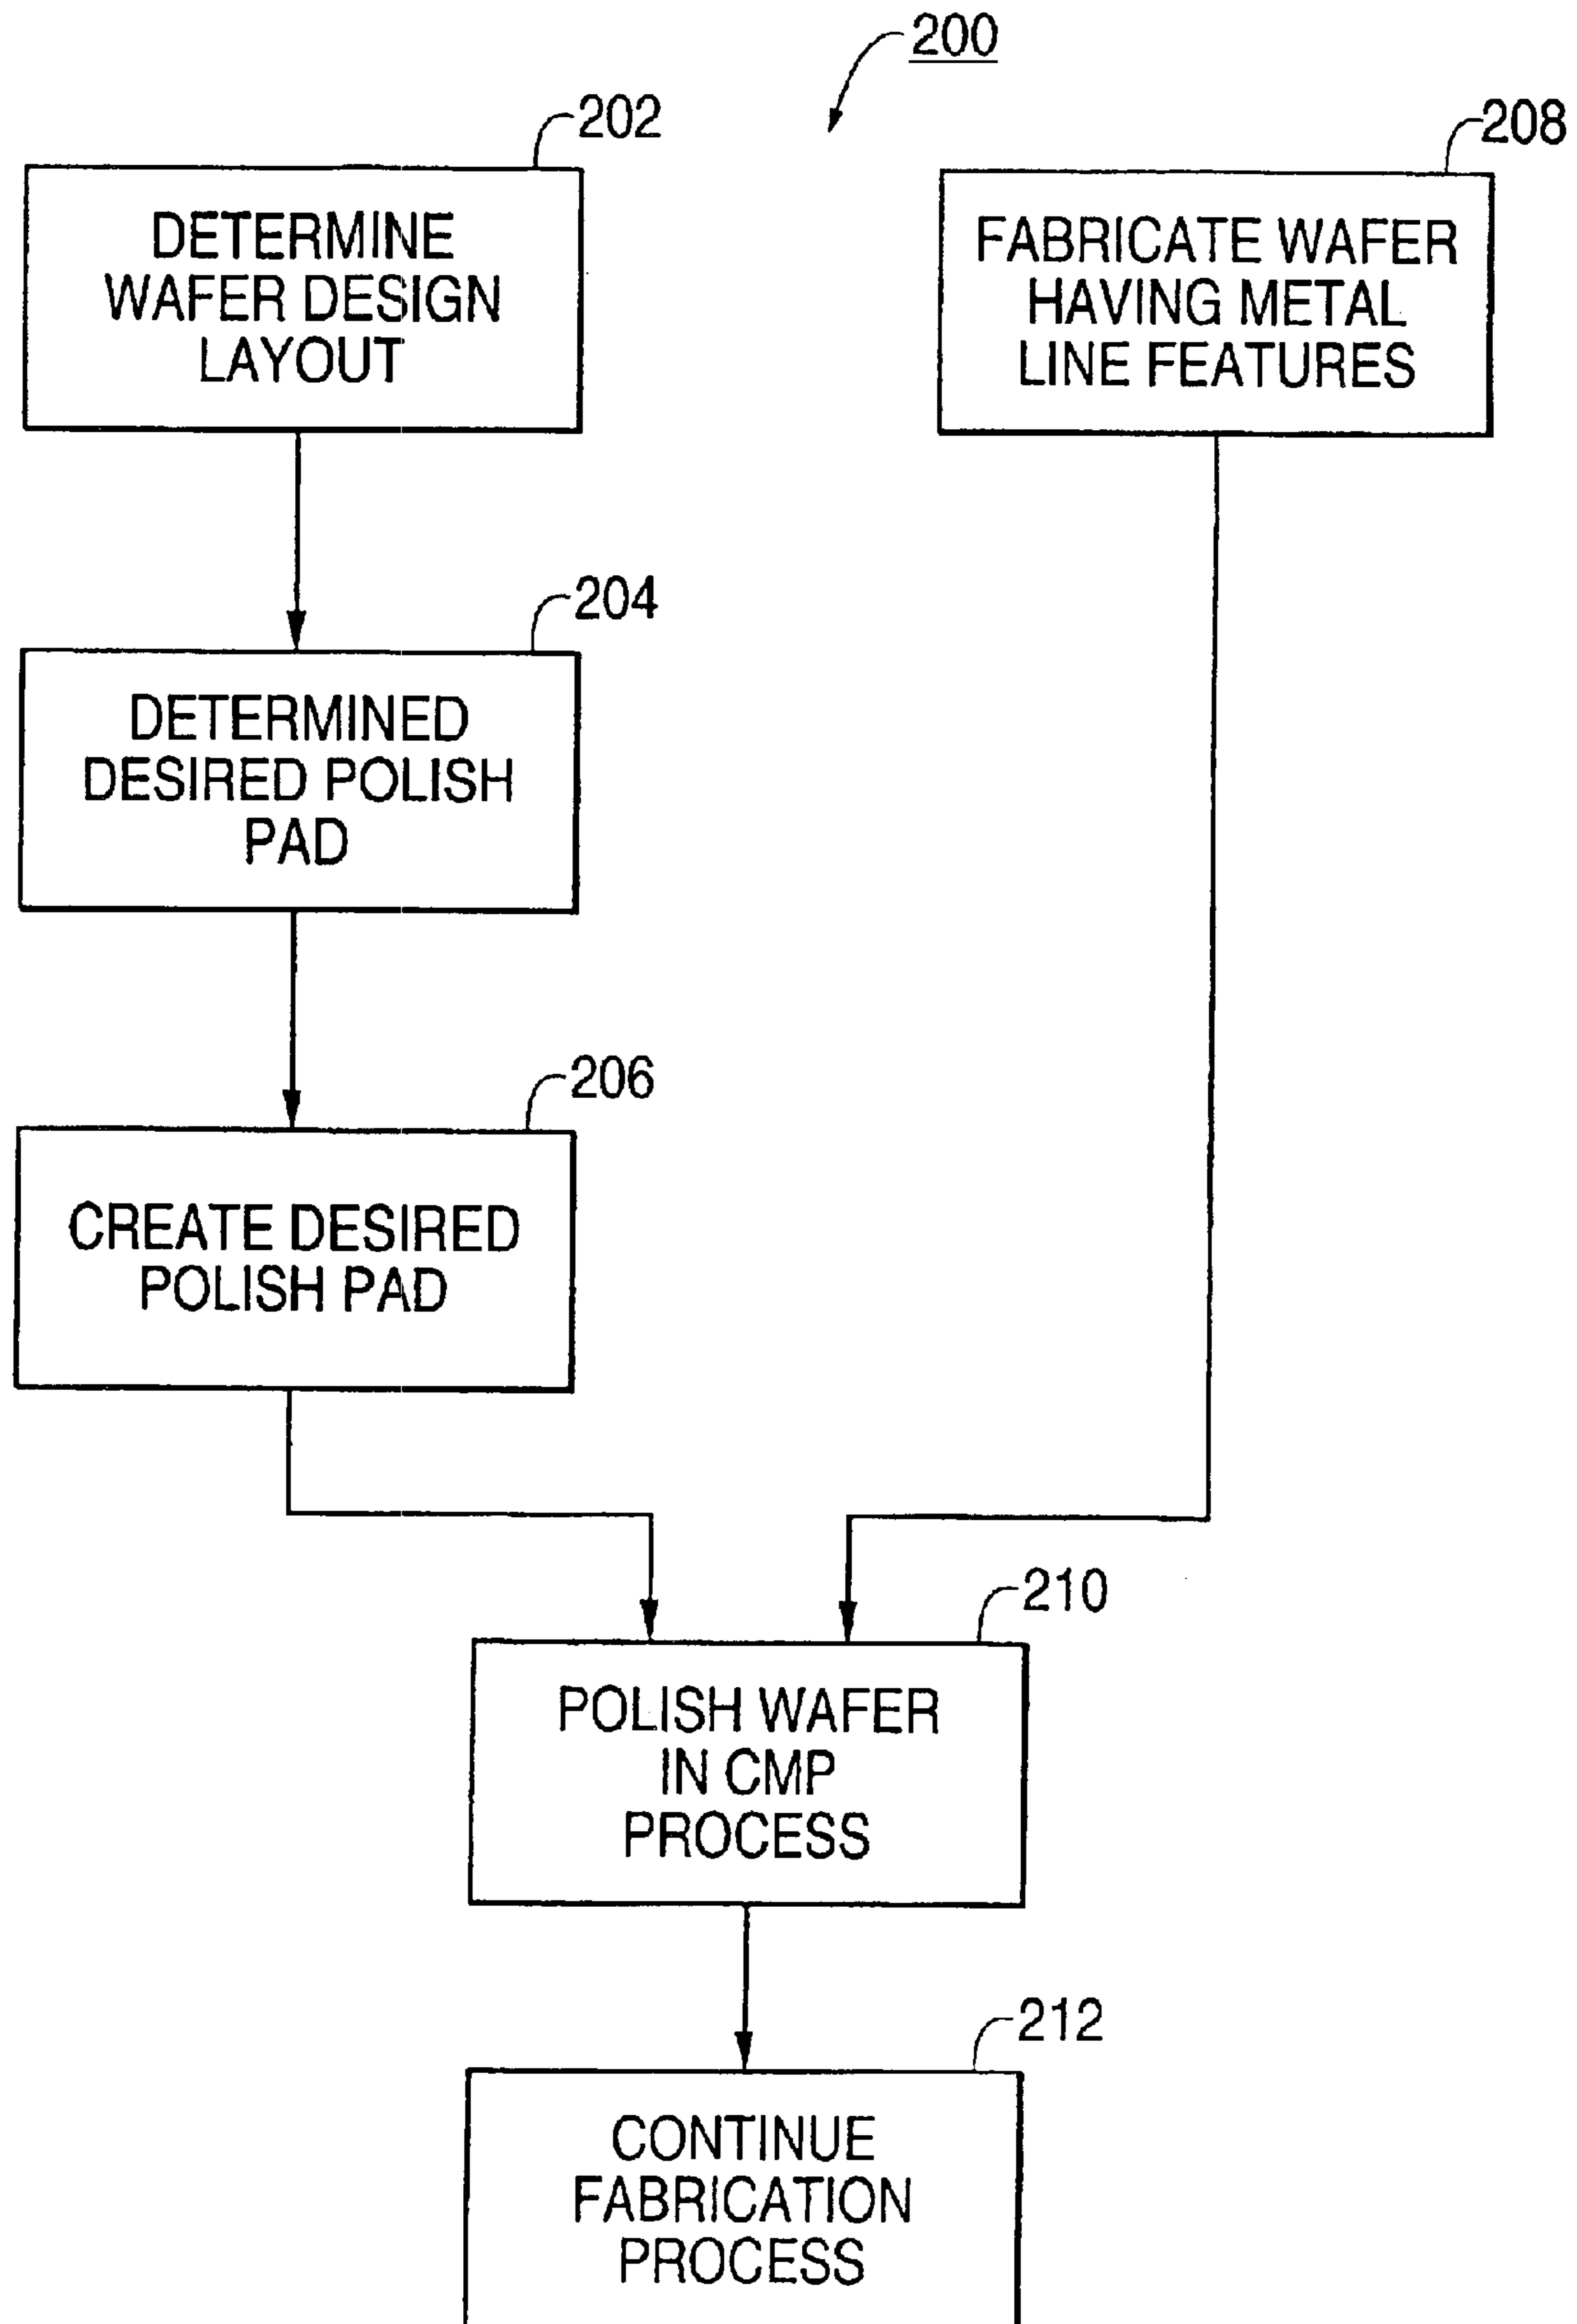 200
202
DETERMINE
WAFER DESIGN
LAYOUT
208
FABRICATE WAFER
HAVING METAL
LINE FEATURES
204
DETERMINED
DESIRED POLISH
PAD
206
CREATE DESIRED
POLISH PAD
210
POLISH WAFER
IN CMP
PROCESS
212
CONTINUE
FABRICATION
PROCESS